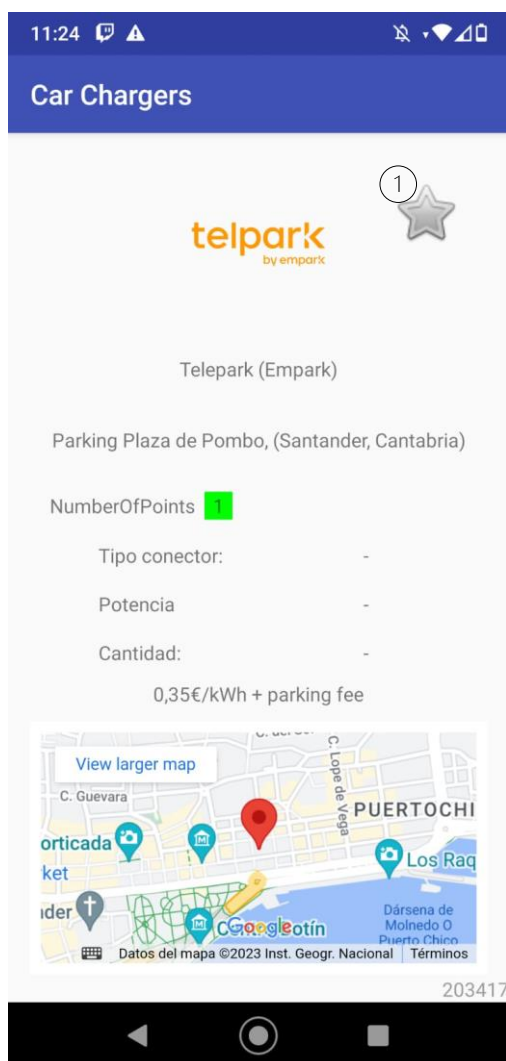 11:24
Car Chargers
1
telpark
by empark
Telepark (Empark)
Parking Plaza de Pombo, (Santander, Cantabria)
NumberOfPoints 1
Tipo conector: -
Potencia -
Cantidad: -
0,35€/kWh + parking fee
View larger map
C. Lope de Vega
C. Guevara
PUERTOCHI
orticada
ket
Los Raq
ider
Google
otín
Dársena de
Molnedo O
Puerto Chico
Datos del mapa ©2023 Inst. Geogr. Nacional Términos
203417